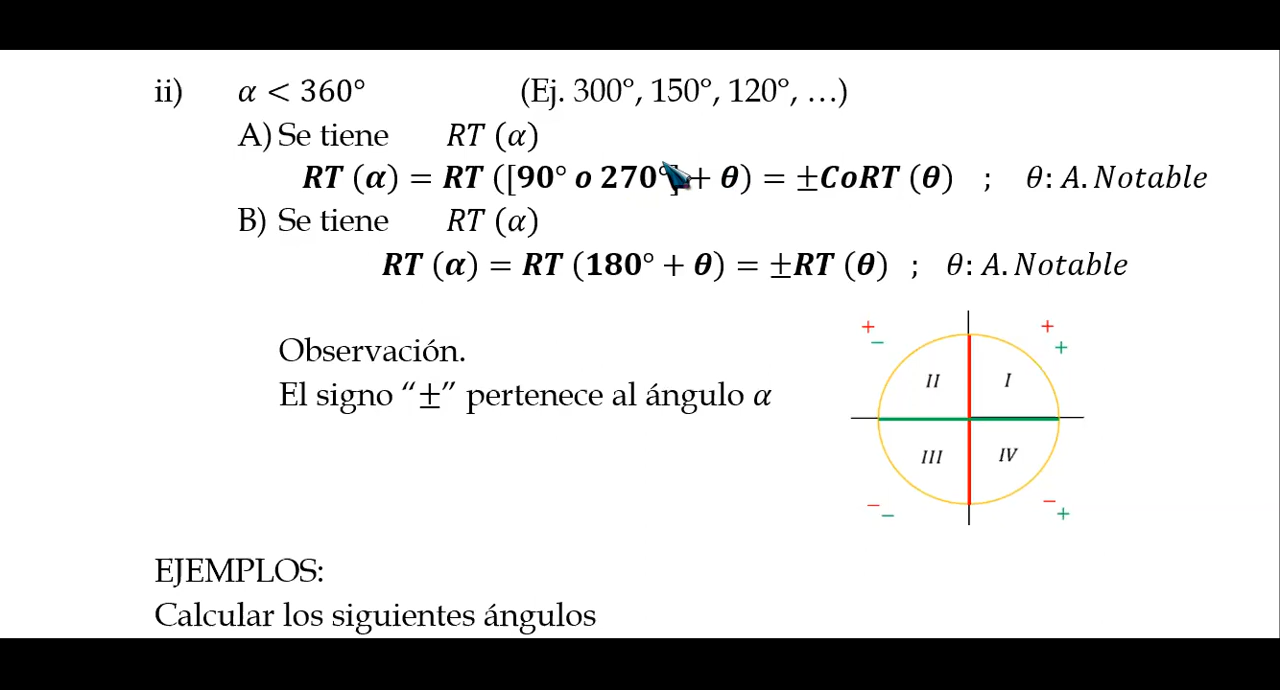 ii) α < 360° (Ej. 300°, 150°, 120°, …)
A) Se tiene RT (α)
RT (α) = RT ([90° o 270°] + θ) = ±CoRT (θ) ; θ: A. Notable
B) Se tiene RT (α)
RT (α) = RT (180° + θ) = ±RT (θ) ; θ: A. Notable
Observación.
El signo “±” pertenece al ángulo α
+ − + +
II I
III IV
− − − +
EJEMPLOS:
Calcular los siguientes ángulos